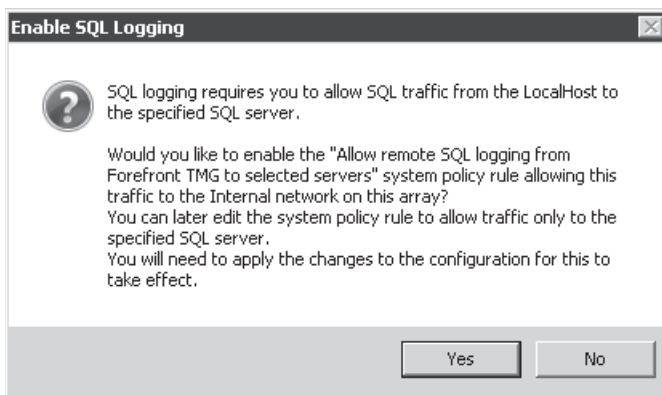 Enable SQL Logging
SQL logging requires you to allow SQL traffic from the LocalHost to
the specified SQL server.
Would you like to enable the "Allow remote SQL logging from
Forefront TMG to selected servers" system policy rule allowing this
traffic to the Internal network on this array?
You can later edit the system policy rule to allow traffic only to the
specified SQL server.
You will need to apply the changes to the configuration for this to
take effect.
Yes
No